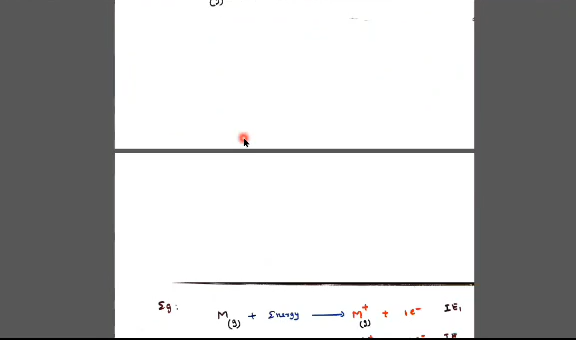 (g)
Eg: M(g) + Energy ⟶ M⁺(g) + 1e⁻ IE₁